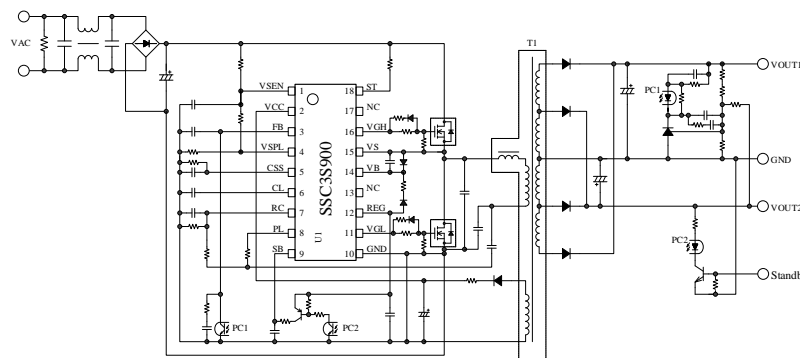 T1
VAC
VOUT1
PC1
VSEN 1 18 ST
VCC 2 17 NC
FB 3 16 VGH
VSPL 4 15 VS
CSS 5 14 VB
CL 6 13 NC
RC 7 12 REG
PL 8 11 VGL
SB 9 10 GND
SSC3S900
U1
GND
VOUT2
PC2
Standb
PC1
PC2